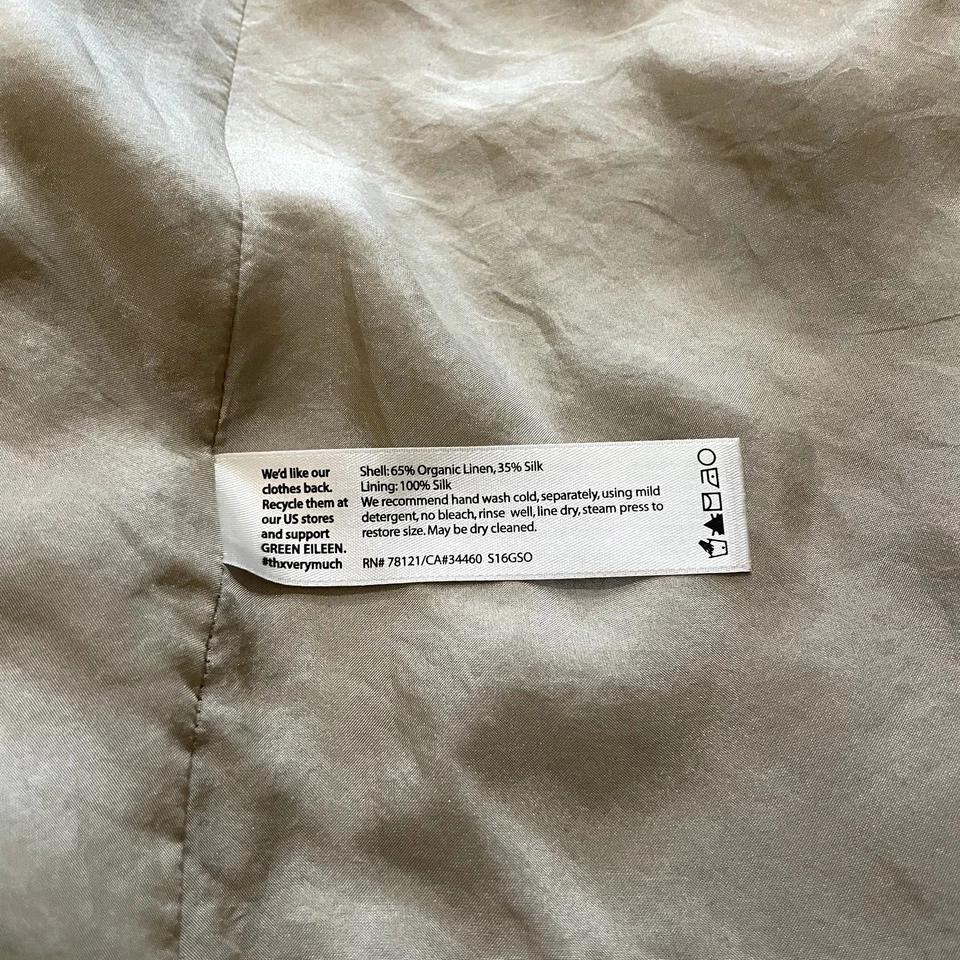 We'd like our
clothes back.
Recycle them at
our US stores
and support
GREEN EILEEN.
#thxverymuch
Shell: 65% Organic Linen, 35% Silk
Lining: 100% Silk
We recommend hand wash cold, separately, using mild
detergent, no bleach, rinse well, line dry, steam press to
restore size. May be dry cleaned.
RN# 78121/CA#34460 S16GSO